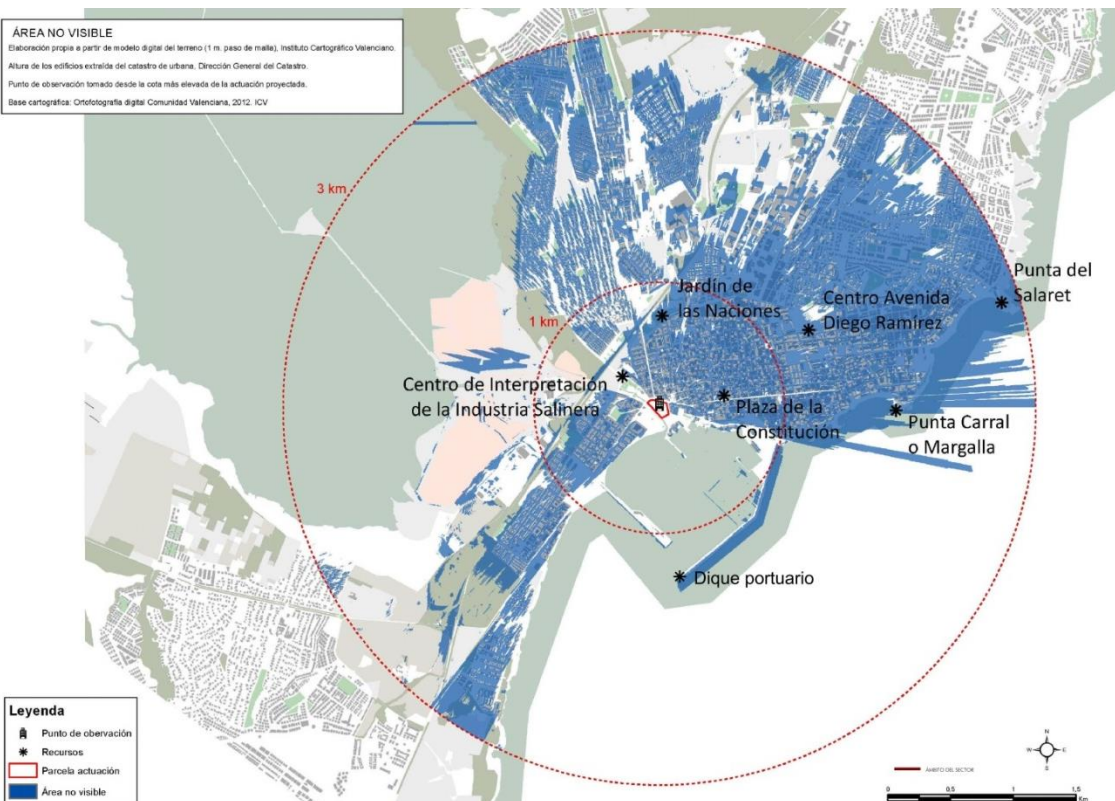 ÁREA NO VISIBLE
Elaboración propia a partir de modelo digital del terreno (1 m. paso de malla), Instituto Cartográfico Valenciano.
Altura de los edificios extraída del catastro de urbana, Dirección General del Catastro.
Punto de observación tomado desde la cota más elevada de la actuación proyectada.
Base cartográfica: Ortofotografía digital Comunidad Valenciana, 2012. ICV
3 km
1 km
Jardín de
las Naciones
Centro Avenida
Diego Ramírez
Punta del
Salaret
Centro de Interpretación
de la Industria Salinera
Plaza de la
Constitución
Punta Carral
o Margalla
Dique portuario
Leyenda
Punto de obervación
Recursos
Parcela actuación
Área no visible
N
W
E
S
ÁMBITO DEL SECTOR
0 0,5 1 1,5
Km